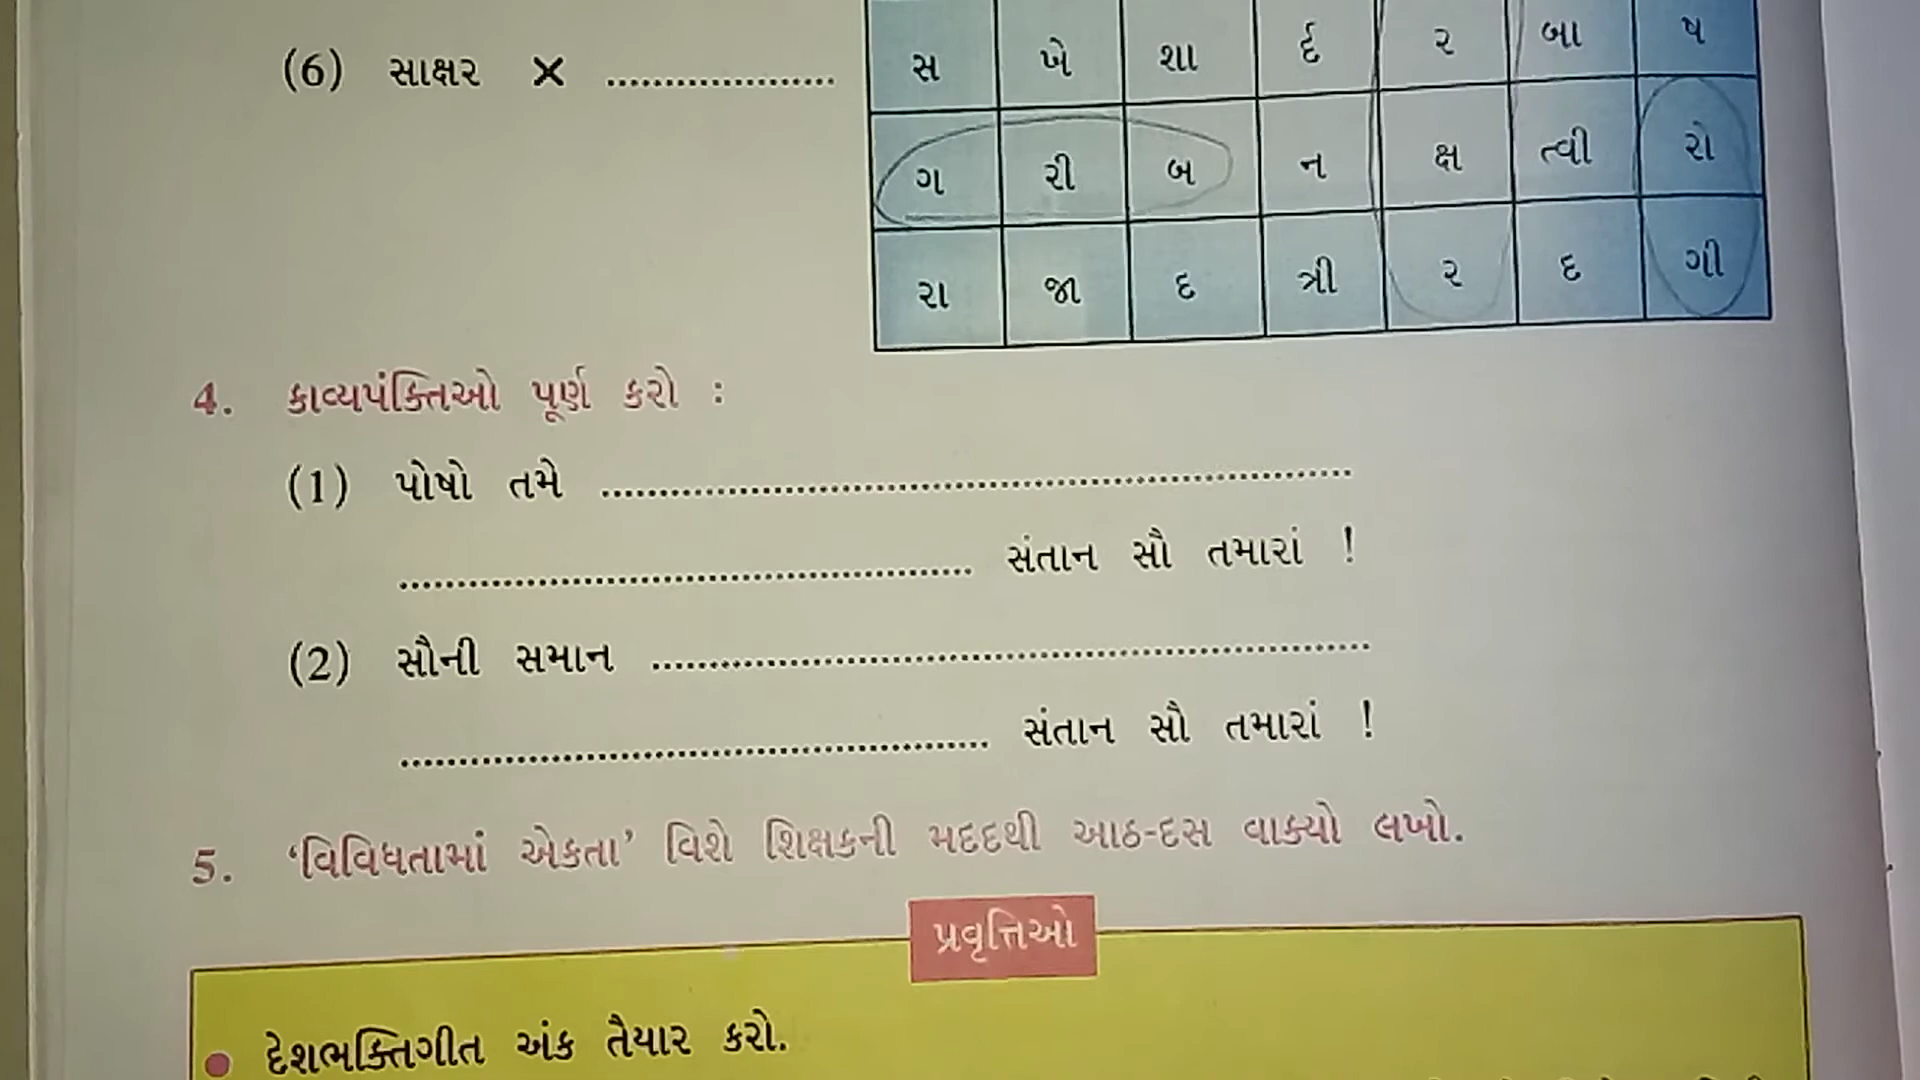 (6) સાક્ષર X ....................
સ ખે શા ર્દ ર બા ષ
ગ રી બ ન ક્ષ ત્વી રો
રા જા દ ત્રી ર દ ગી
4. કાવ્યપંક્તિઓ પૂર્ણ કરો :
(1) પોષો તમે ................................................................
................................................ સંતાન સૌ તમારાં !
(2) સૌની સમાન ................................................................
................................................ સંતાન સૌ તમારાં !
5. ‘વિવિધતામાં એકતા’ વિશે શિક્ષકની મદદથી આઠ-દસ વાક્યો લખો.
પ્રવૃત્તિઓ
● દેશભક્તિગીત અંક તૈયાર કરો.